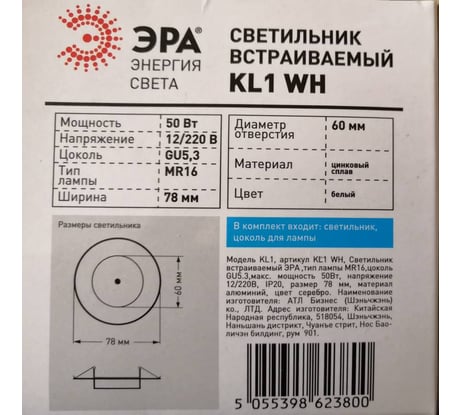 ЭРА®
ЭНЕРГИЯ
СВЕТА
СВЕТИЛЬНИК
ВСТРАИВАЕМЫЙ
KL1 WH
Мощность 50 Вт
Напряжение 12/220 В
Цоколь GU5,3
Тип лампы MR16
Ширина 78 мм
Диаметр отверстия 60 мм
Материал цинковый сплав
Цвет белый
В комплект входит: светильник,
цоколь для лампы
Размеры светильника
60 мм
78 мм
Модель KL1, артикул KL1 WH, Светильник
встраиваемый ЭРА ,тип лампы MR16,цоколь
GU5.3,макс. мощность 50Вт, напряжение
12/220В, IP20, размер 78 мм, материал
алюминий, цвет серебро. Наименование
изготовителя: АТЛ Бизнес (Шэньчжэнь)
ко., ЛТД. Адрес изготовителя: Китайская
Народная республика, 518054, Шэньчжэнь,
Наньшань дистрикт, Чуанье стрит, Нос Бао-
личэн билдинг, рум 901.
5 055398 623800